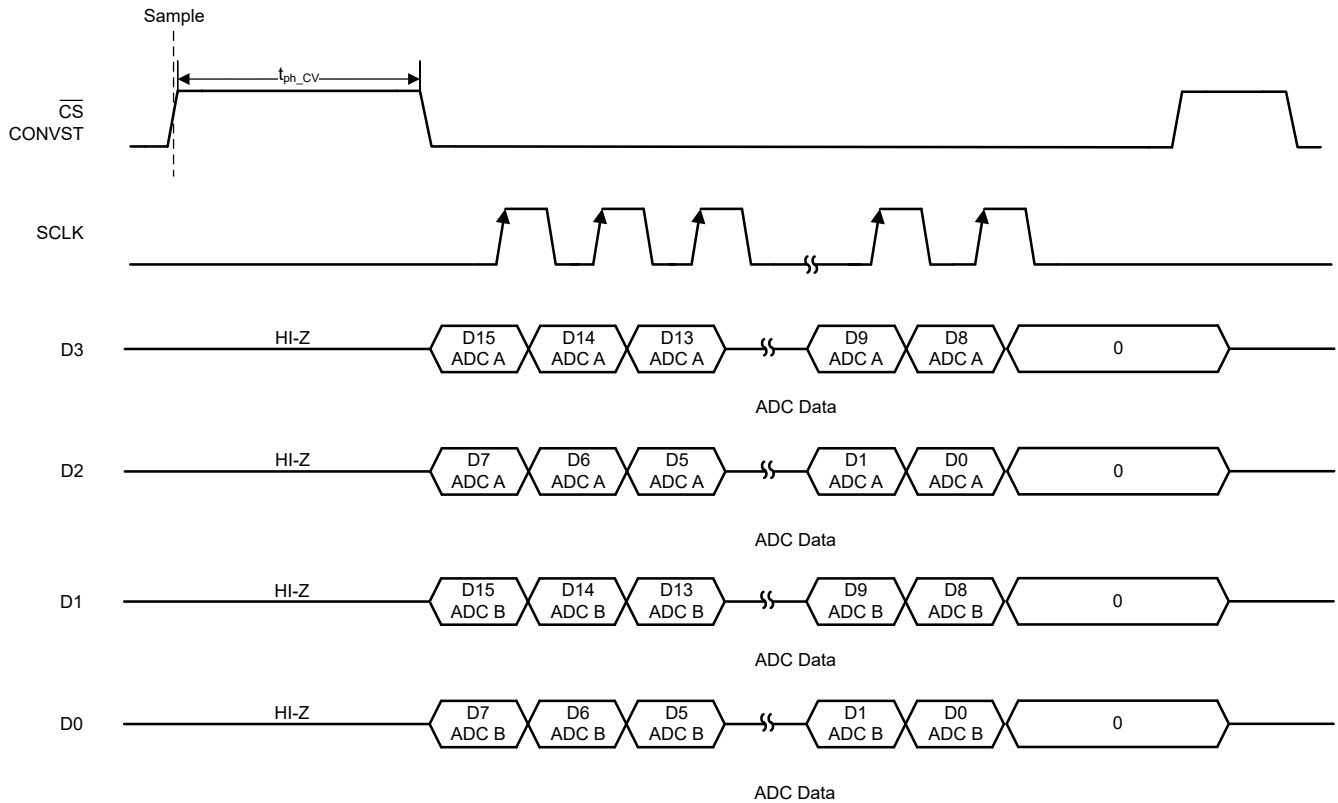 Sample
tph_CV
CS
CONVST
SCLK
D3
HI-Z
D15
ADC A
D14
ADC A
D13
ADC A
D9
ADC A
D8
ADC A
0
ADC Data
D2
HI-Z
D7
ADC A
D6
ADC A
D5
ADC A
D1
ADC A
D0
ADC A
0
ADC Data
D1
HI-Z
D15
ADC B
D14
ADC B
D13
ADC B
D9
ADC B
D8
ADC B
0
ADC Data
D0
HI-Z
D7
ADC B
D6
ADC B
D5
ADC B
D1
ADC B
D0
ADC B
0
ADC Data